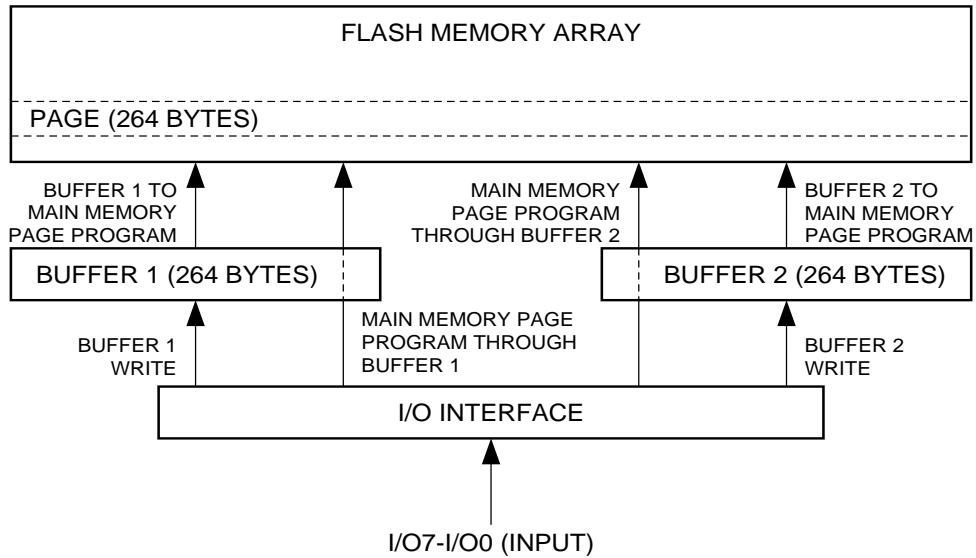 FLASH MEMORY ARRAY
PAGE (264 BYTES)
BUFFER 1 TO
MAIN MEMORY
PAGE PROGRAM
MAIN MEMORY
PAGE PROGRAM
THROUGH BUFFER 2
BUFFER 2 TO
MAIN MEMORY
PAGE PROGRAM
BUFFER 1 (264 BYTES)
BUFFER 2 (264 BYTES)
BUFFER 1
WRITE
MAIN MEMORY PAGE
PROGRAM THROUGH
BUFFER 1
BUFFER 2
WRITE
I/O INTERFACE
I/O7-I/O0 (INPUT)